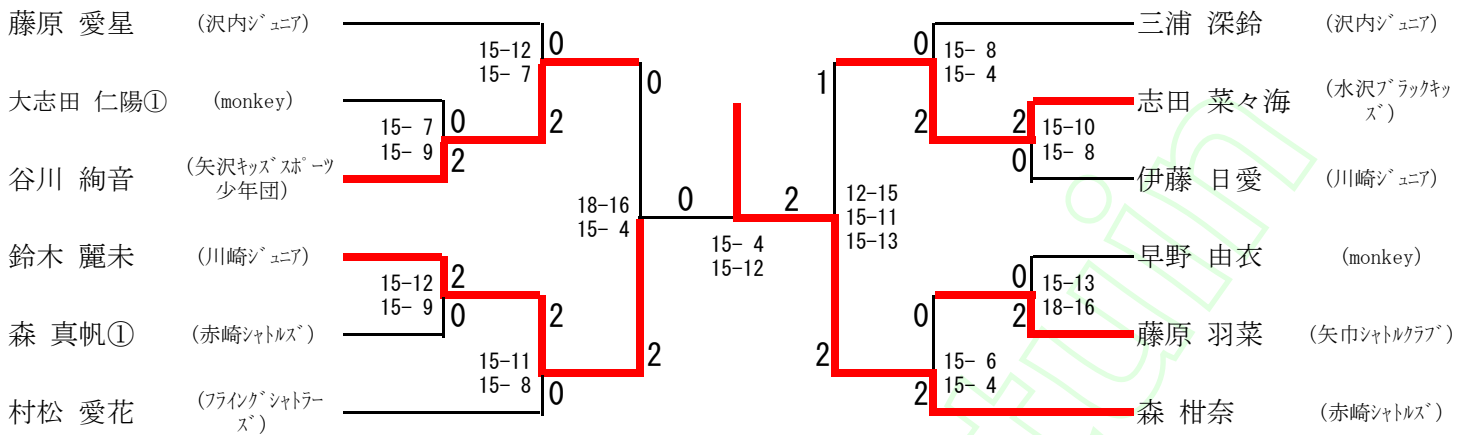 藤原 愛星 (沢内ｼﾞｭﾆｱ)
大志田 仁陽① (monkey)
谷川 絢音 (矢沢ｷｯｽﾞｽﾎﾟｰﾂ
少年団)
鈴木 麗未 (川崎ｼﾞｭﾆｱ)
森 真帆① (赤崎ｼｬﾄﾙｽﾞ)
村松 愛花 (ﾌﾗｲﾝｸﾞｼｬﾄﾗｰ
ｽﾞ)
15-12 0
15- 7
2
15- 7 0
15- 9 2
15-12 2
15- 9 0
2
15-11
15- 8 0
0
18-16
15- 4
2
0 2
15- 4
15-12
1
12-15
15-11
15-13
2
0 15- 8
15- 4
2
2 15-10
0 15- 8
0 15-13
2 18-16
0
15- 6
2 15- 4
三浦 深鈴 (沢内ｼﾞｭﾆｱ)
志田 菜々海 (水沢ﾌﾞﾗｯｸｷｯ
ｽﾞ)
伊藤 日愛 (川崎ｼﾞｭﾆｱ)
早野 由衣 (monkey)
藤原 羽菜 (矢巾ｼｬﾄﾙｸﾗﾌﾞ)
森 柑奈 (赤崎ｼｬﾄﾙｽﾞ)